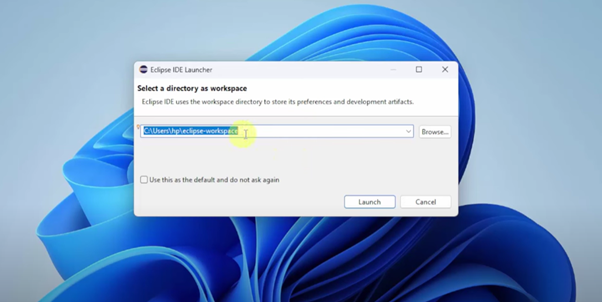 Eclipse IDE Launcher
Select a directory as workspace
Eclipse IDE uses the workspace directory to store its preferences and development artifacts.
C:\Users\hp\eclipse-workspace
Browse...
Use this as the default and do not ask again
Launch
Cancel